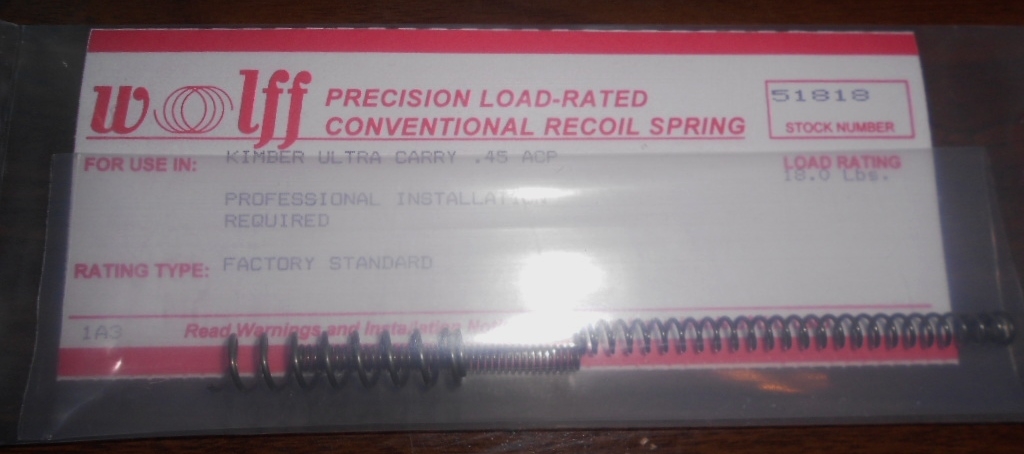 wolff
PRECISION LOAD-RATED
CONVENTIONAL RECOIL SPRING
51818
STOCK NUMBER
FOR USE IN: KIMBER ULTRA CARRY .45 ACP
LOAD RATING
18.0 Lbs.
PROFESSIONAL
REQUIRED
RATING TYPE: FACTORY STANDARD
1A3
Read Warnings and Installation